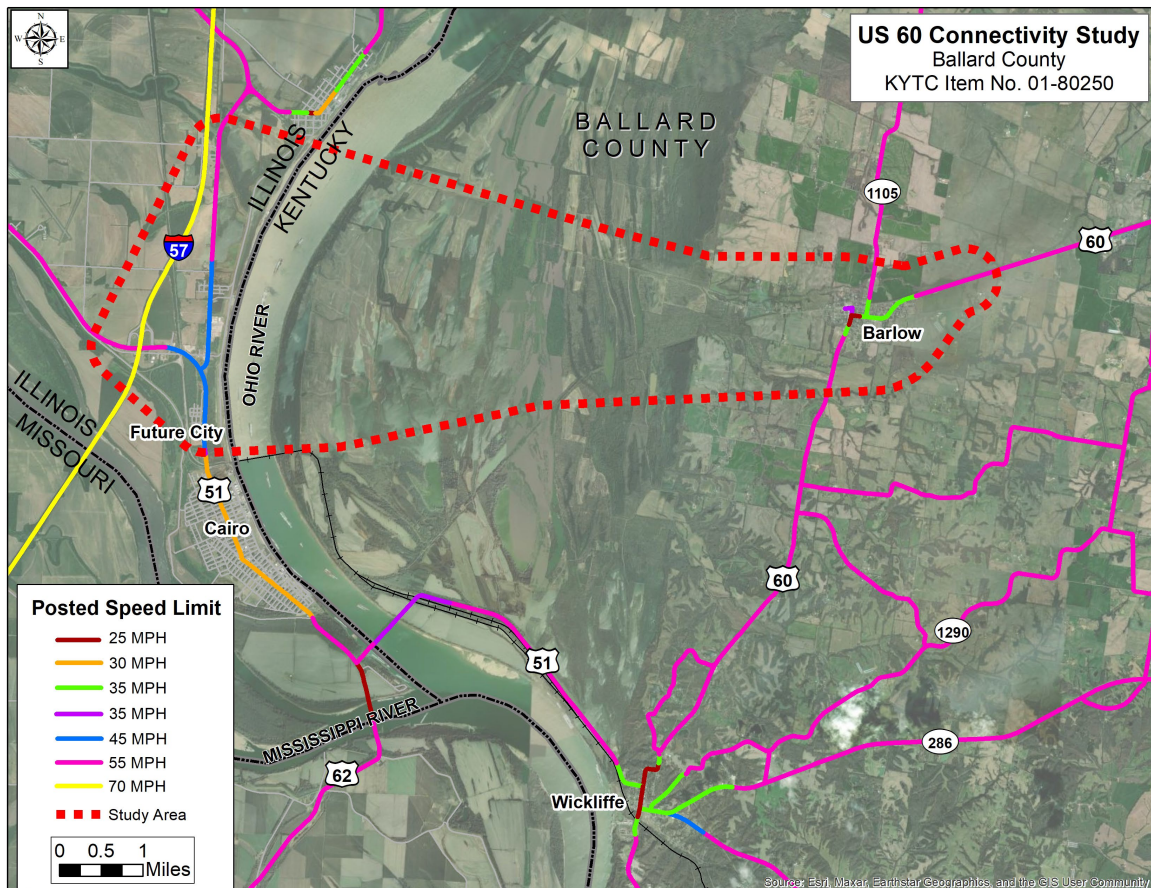 N
W E
S
US 60 Connectivity Study
Ballard County
KYTC Item No. 01-80250
BALLARD
COUNTY
ILLINOIS
KENTUCKY
1105
57
60
OHIO RIVER
Barlow
ILLINOIS
MISSOURI
Future City
51
Cairo
60
1290
51
286
MISSISSIPPI RIVER
62
Wickliffe
Posted Speed Limit
25 MPH
30 MPH
35 MPH
35 MPH
45 MPH
55 MPH
70 MPH
Study Area
0 0.5 1
Miles
Source: Esri, Maxar, Earthstar Geographics, and the GIS User Community